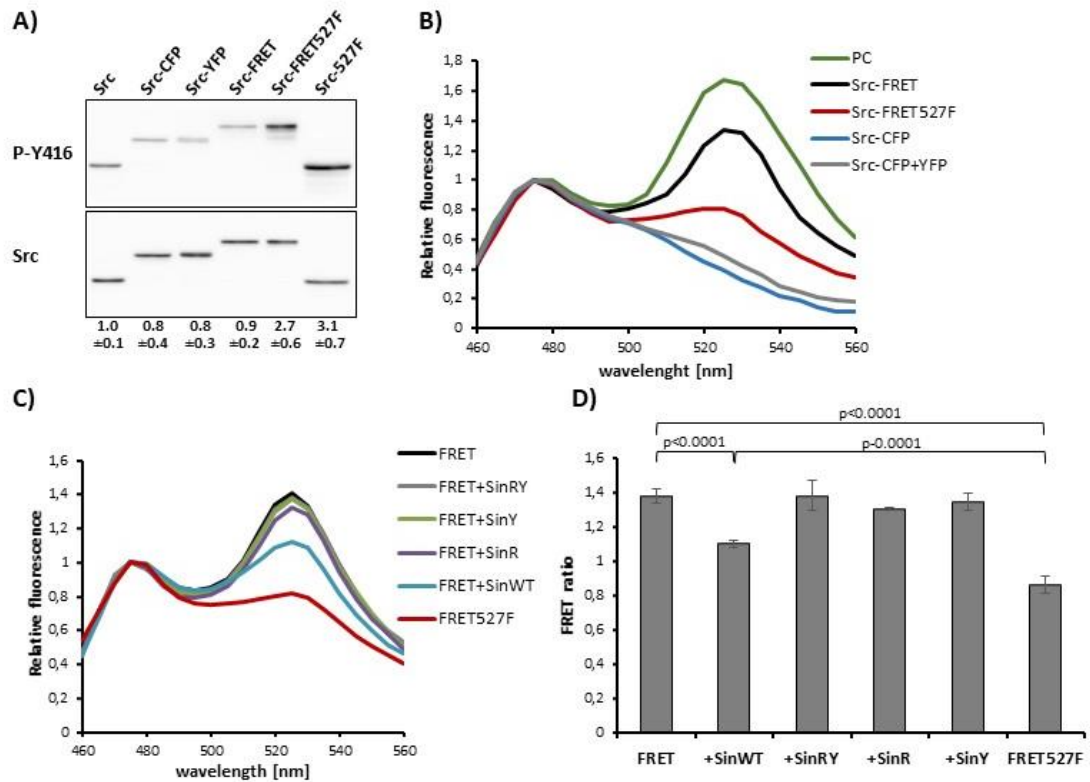 A)
Src
Src-CFP
Src-YFP
Src-FRET
Src-FRET527F
Src-527F
P-Y416
Src
1.0 0.8 0.8 0.9 2.7 3.1
±0.1 ±0.4 ±0.3 ±0.2 ±0.6 ±0.7
B)
Relative fluorescence
1,8
1,6
1,4
1,2
1
0,8
0,6
0,4
0,2
0
460 480 500 520 540 560
wavelenght [nm]
PC
Src-FRET
Src-FRET527F
Src-CFP
Src-CFP+YFP
C)
Relative fluorescence
1,6
1,4
1,2
1
0,8
0,6
0,4
0,2
0
460 480 500 520 540 560
wavelength [nm]
FRET
FRET+SinRY
FRET+SinY
FRET+SinR
FRET+SinWT
FRET527F
D)
p<0.0001
p<0.0001 p-0.0001
FRET ratio
1,6
1,4
1,2
1
0,8
0,6
0,4
0,2
0
FRET +SinWT +SinRY +SinR +SinY FRET527F